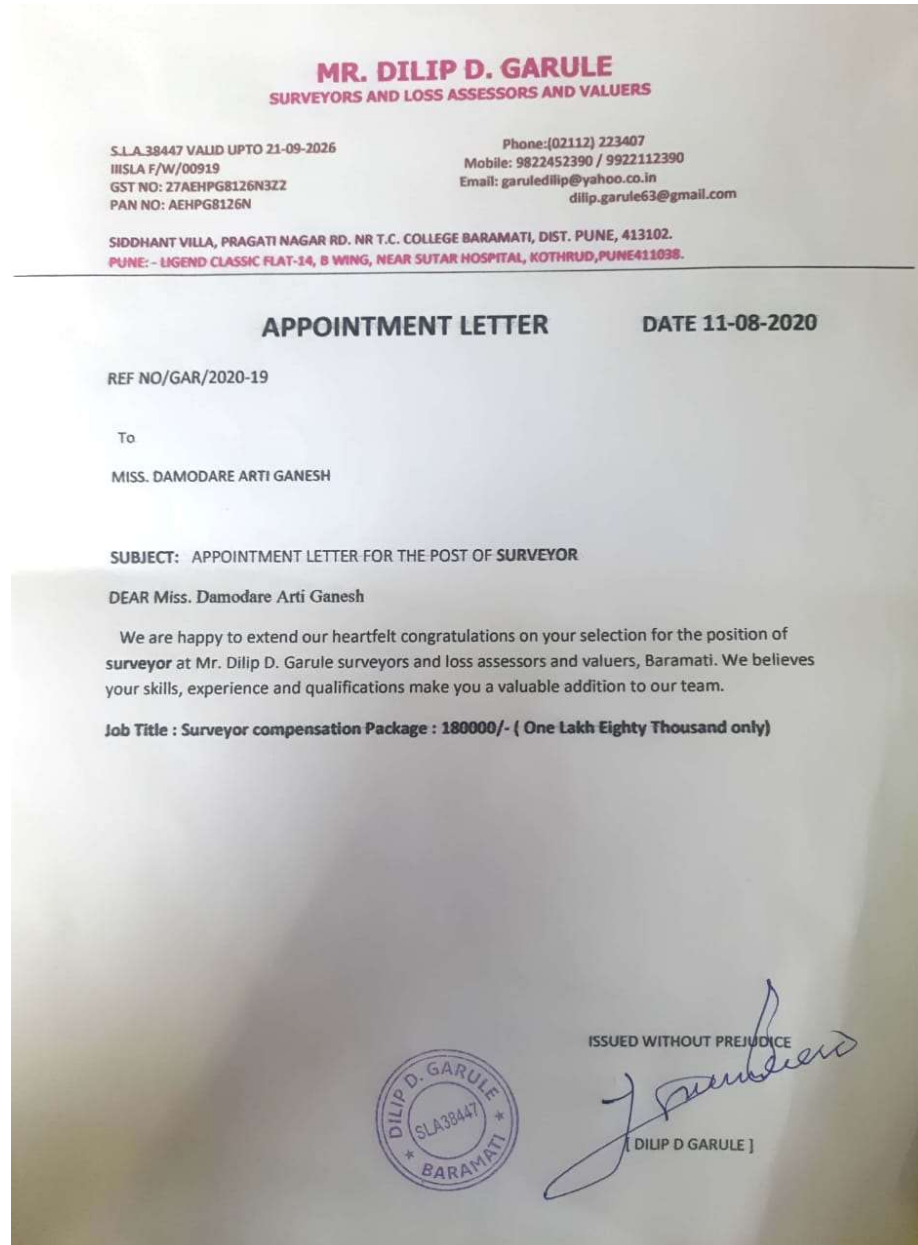 MR. DILIP D. GARULE
SURVEYORS AND LOSS ASSESSORS AND VALUERS
S.L.A.38447 VALID UPTO 21-09-2026
IIISLA F/W/00919
GST NO: 27AEHPG8126N3Z2
PAN NO: AEHPG8126N
Phone:(02112) 223407
Mobile: 9822452390 / 9922112390
Email: garuledilip@yahoo.co.in
dilip.garule63@gmail.com
SIDDHANT VILLA, PRAGATI NAGAR RD. NR T.C. COLLEGE BARAMATI, DIST. PUNE, 413102.
PUNE: - LIGEND CLASSIC FLAT-14, B WING, NEAR SUTAR HOSPITAL, KOTHRUD,PUNE411038.
APPOINTMENT LETTER DATE 11-08-2020
REF NO/GAR/2020-19
To
MISS. DAMODARE ARTI GANESH
SUBJECT: APPOINTMENT LETTER FOR THE POST OF SURVEYOR
DEAR Miss. Damodare Arti Ganesh
We are happy to extend our heartfelt congratulations on your selection for the position of
surveyor at Mr. Dilip D. Garule surveyors and loss assessors and valuers, Baramati. We believes
your skills, experience and qualifications make you a valuable addition to our team.
Job Title : Surveyor compensation Package : 180000/- ( One Lakh Eighty Thousand only)
ISSUED WITHOUT PREJUDICE
[ DILIP D GARULE ]
DILIP D. GARULE
SLA38447
* BARAMATI *